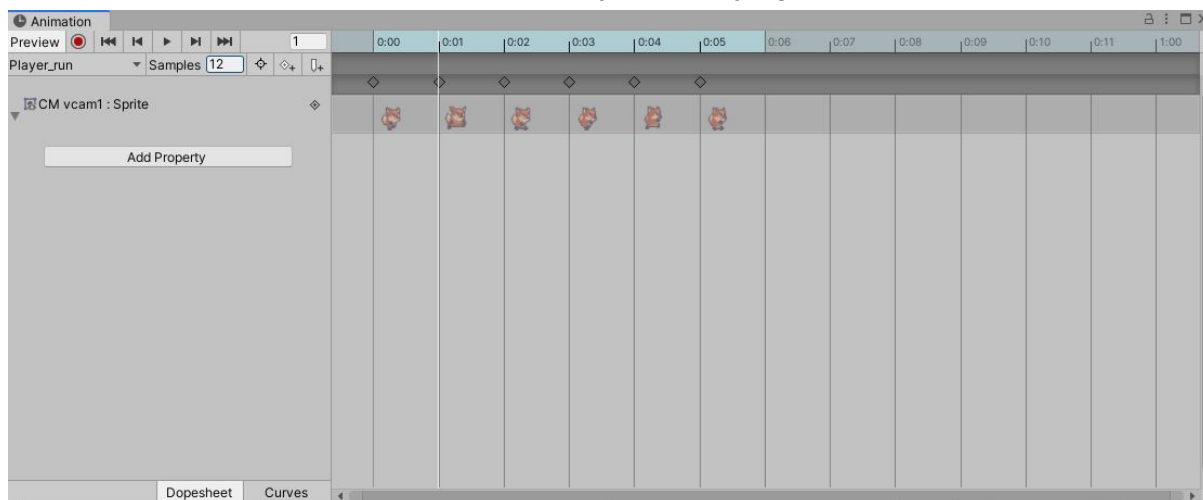 Animation
Preview 1 0:00 0:01 0:02 0:03 0:04 0:05 0:06 0:07 0:08 0:09 0:10 0:11 1:00
Player_run Samples 12
CM vcam1 : Sprite
Add Property
Dopesheet Curves